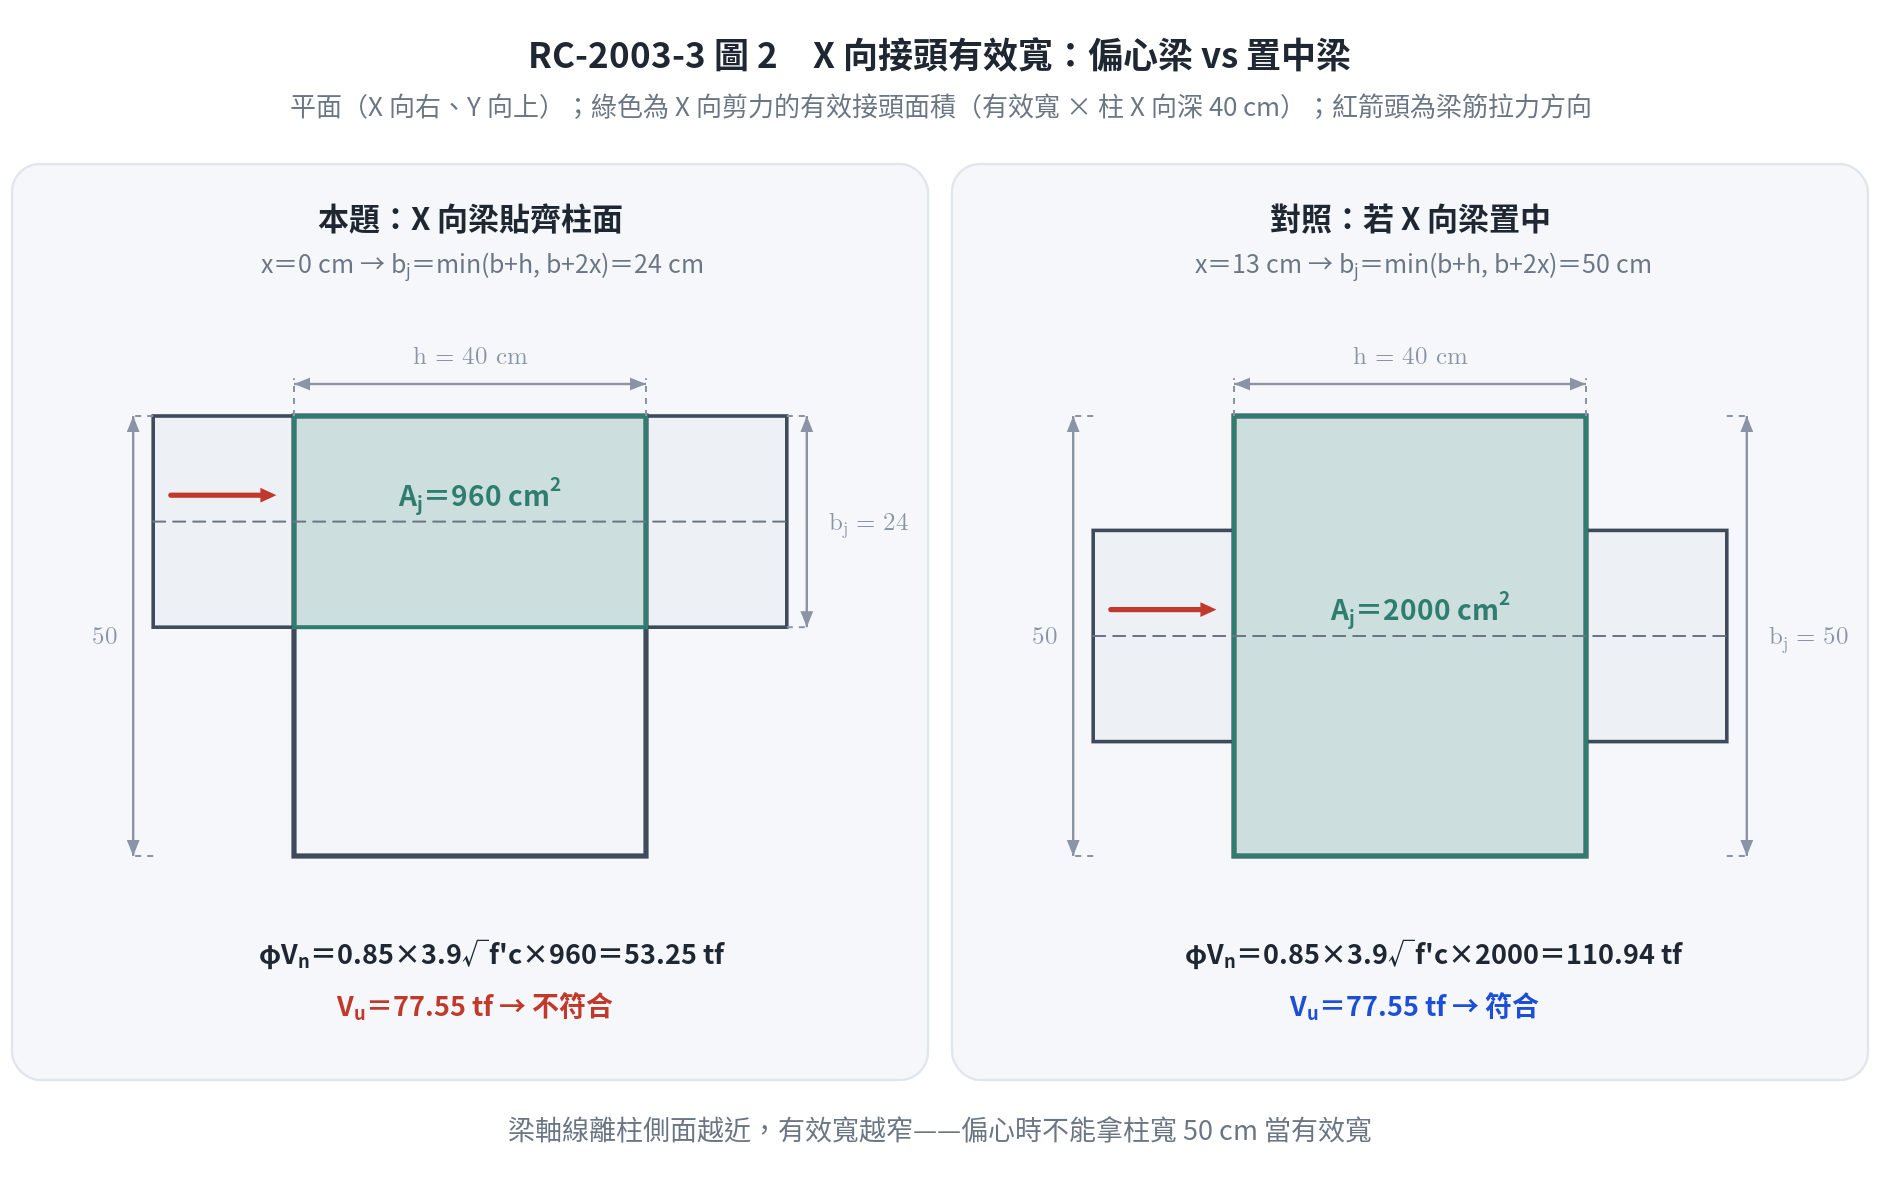 RC-2003-3 圖 2　X 向接頭有效寬：偏心梁 vs 置中梁
平面（X 向右、Y 向上）；綠色為 X 向剪力的有效接頭面積（有效寬 × 柱 X 向深 40 cm）；紅箭頭為梁筋拉力方向
本題：X 向梁貼齊柱面
x＝0 cm → bj＝min(b+h, b+2x)＝24 cm
h = 40 cm
Aj＝960 cm²
bj = 24
50
φVn＝0.85×3.9√f'c×960＝53.25 tf
Vu＝77.55 tf → 不符合
對照：若 X 向梁置中
x＝13 cm → bj＝min(b+h, b+2x)＝50 cm
h = 40 cm
Aj＝2000 cm²
50
bj = 50
φVn＝0.85×3.9√f'c×2000＝110.94 tf
Vu＝77.55 tf → 符合
梁軸線離柱側面越近，有效寬越窄——偏心時不能拿柱寬 50 cm 當有效寬